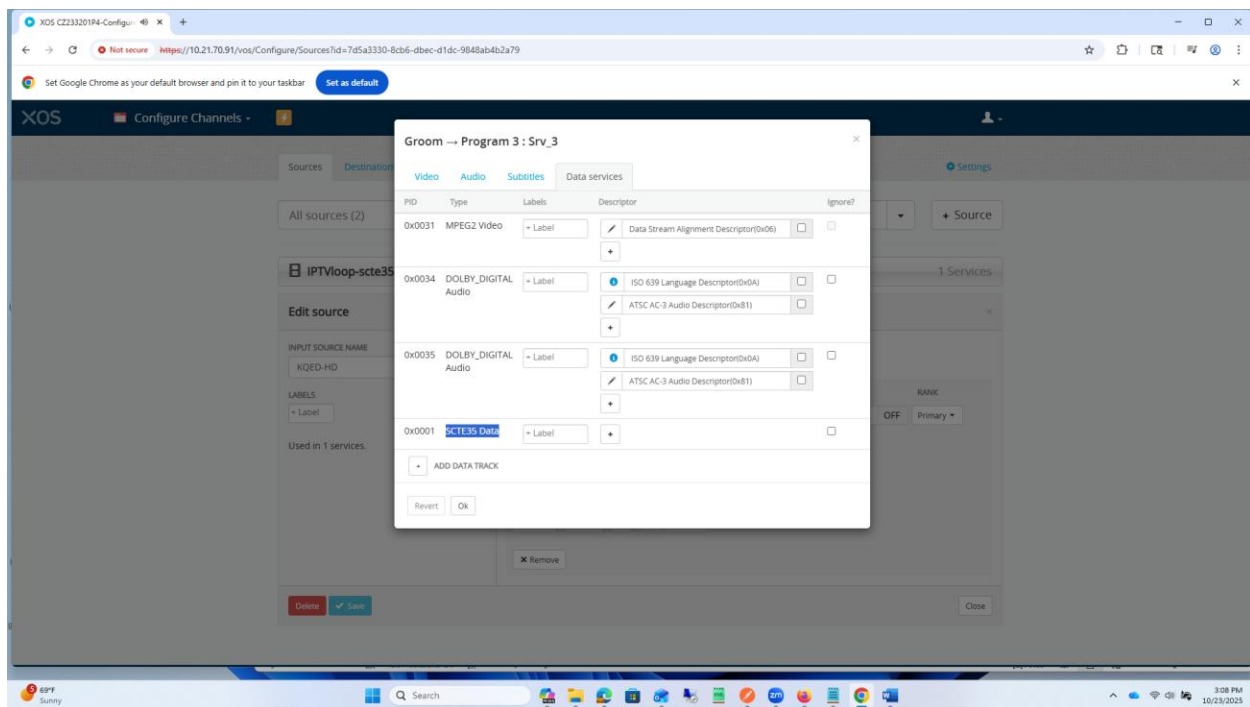 XOS CZ233201P4-Configur
Not secure https://10.21.70.91/vos/Configure/Sources?id=7d5a3330-8cb6-dbec-d1dc-9848ab4b2a79
Set Google Chrome as your default browser and pin it to your taskbar Set as default
XOS Configure Channels
Groom → Program 3 : Srv_3
Sources Destination Settings
Video Audio Subtitles Data services
PID Type Labels Descriptor Ignore?
All sources (2) + Source
0x0031 MPEG2 Video + Label Data Stream Alignment Descriptor(0x06)
+
IPTVloop-scte35 1 Services
0x0034 DOLBY_DIGITAL Audio + Label ISO 639 Language Descriptor(0x0A)
ATSC AC-3 Audio Descriptor(0x81)
+
Edit source
INPUT SOURCE NAME
KQED-HD
0x0035 DOLBY_DIGITAL Audio + Label ISO 639 Language Descriptor(0x0A)
ATSC AC-3 Audio Descriptor(0x81)
+
LABELS RANK
+ Label OFF Primary
0x0001 SCTE35 Data + Label +
Used in 1 services.
+ ADD DATA TRACK
Revert Ok
× Remove
Delete Save Close
5
69°F
Sunny
Search
zm
3:08 PM
10/23/2025